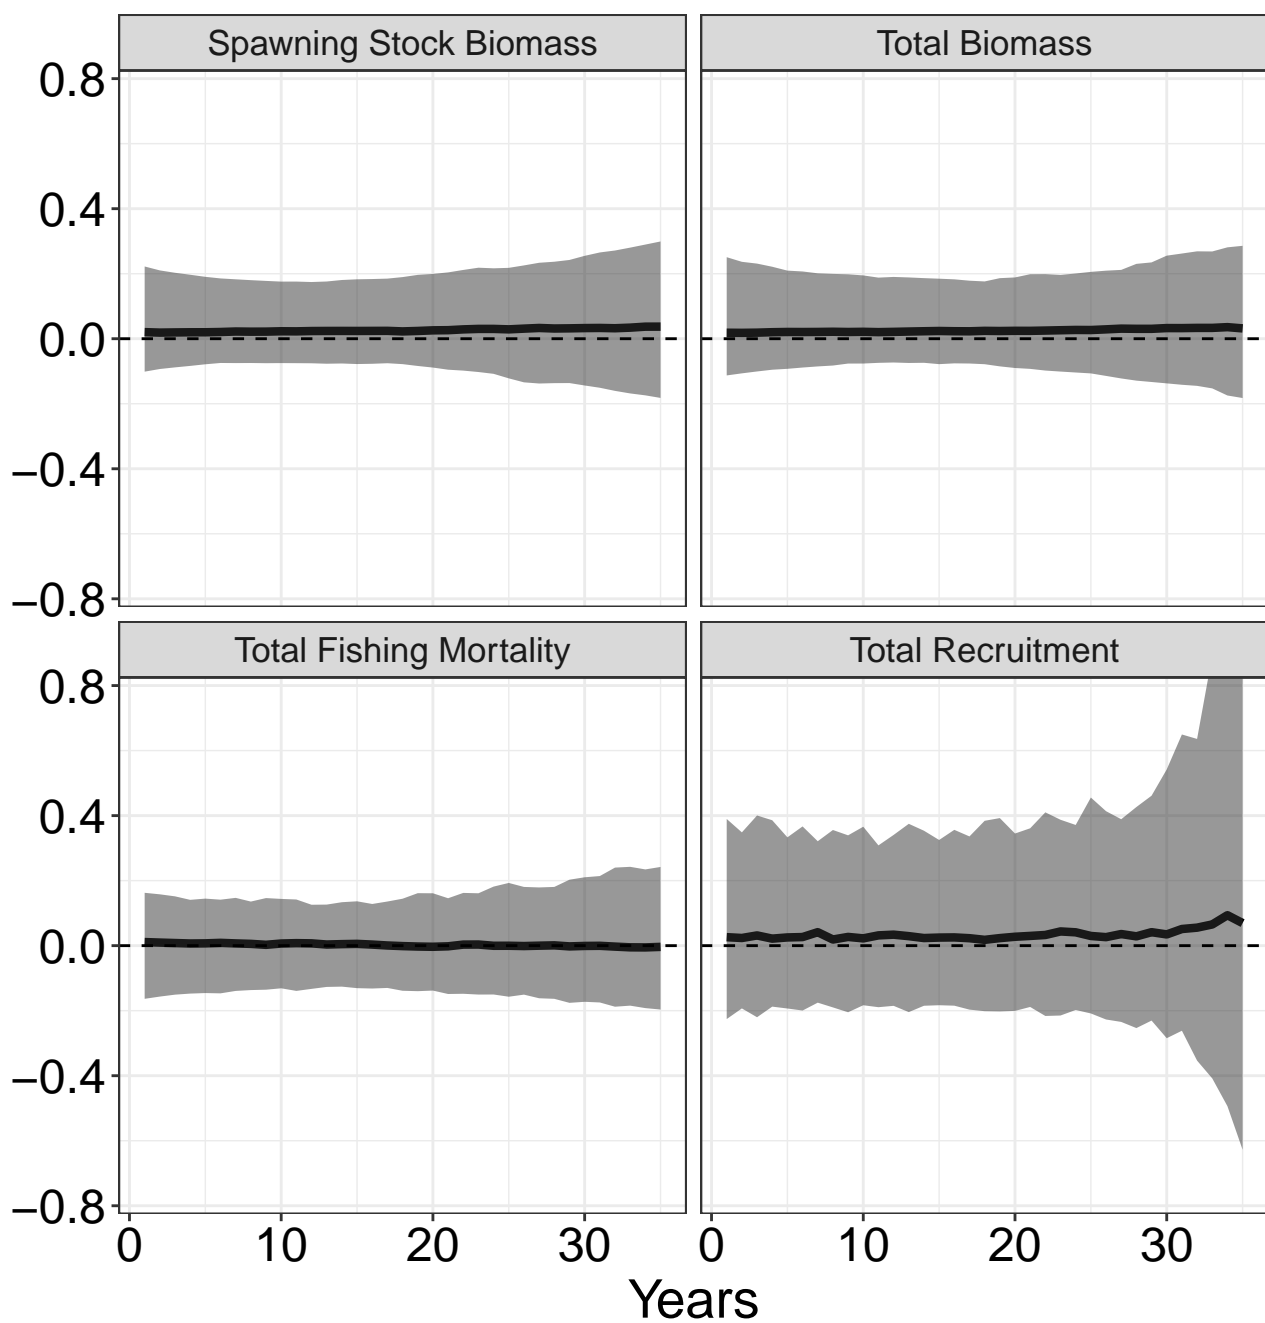 Spawning Stock Biomass
Total Biomass
0.8
0.4
0.0
−0.4
−0.8
Total Fishing Mortality
Total Recruitment
0.8
0.4
0.0
−0.4
−0.8
0 10 20 30
0 10 20 30
Years